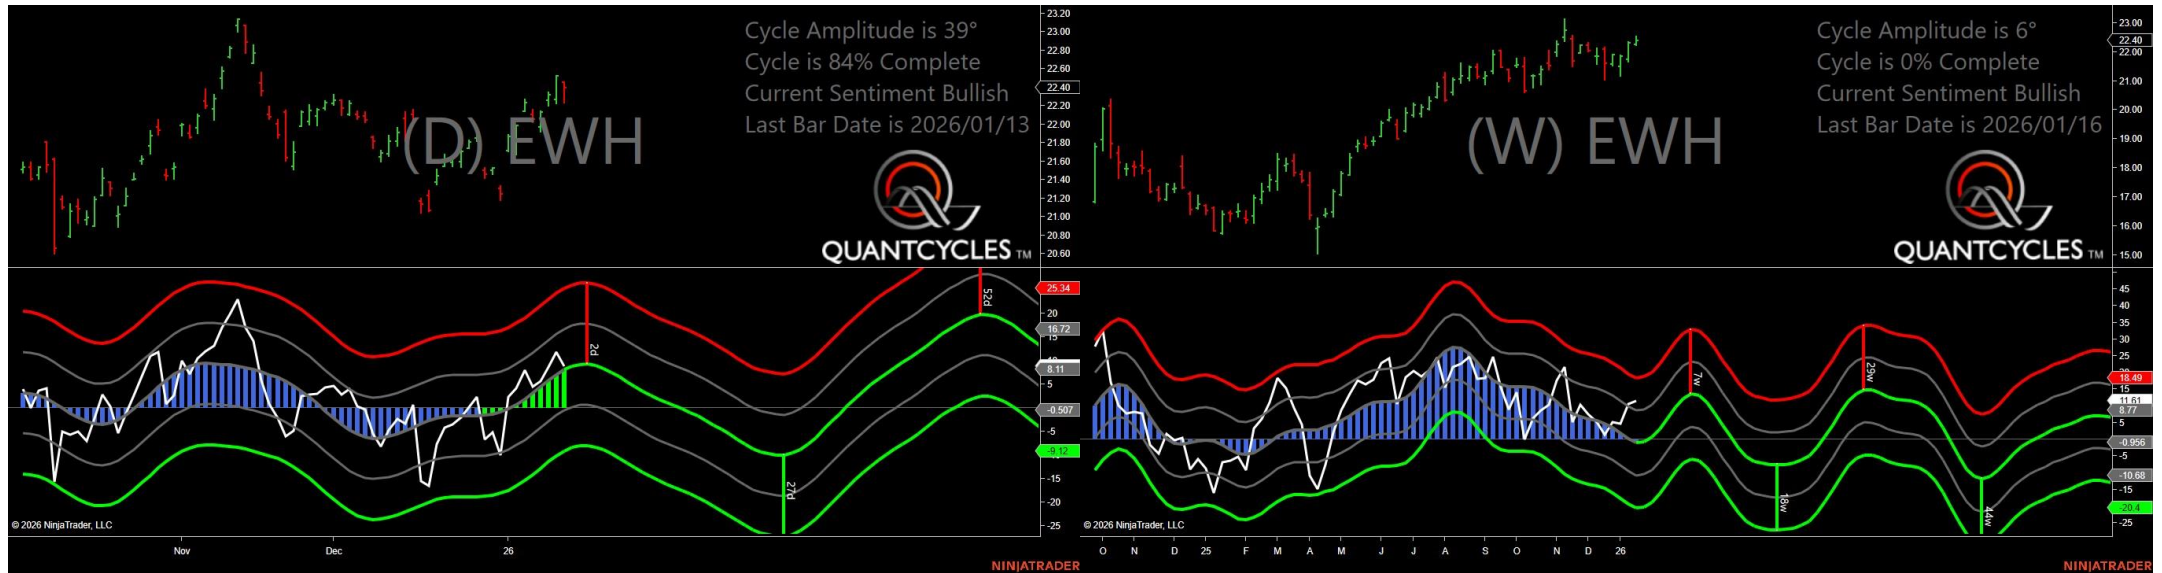 Cycle Amplitude is 39°
Cycle is 84% Complete
Current Sentiment Bullish
Last Bar Date is 2026/01/13
(D) EWH
QUANTCYCLES TM
23.20
23.00
22.80
22.60
22.40
22.20
22.00
21.80
21.60
21.40
21.20
21.00
20.80
20.60
2d
27d
52d
25.34
20
16.72
15
8.11
5
-0.507
-5
-9.12
-15
-20
-25
© 2026 NinjaTrader, LLC
Nov
Dec
26
NINJATRADER
Cycle Amplitude is 6°
Cycle is 0% Complete
Current Sentiment Bullish
Last Bar Date is 2026/01/16
(W) EWH
QUANTCYCLES TM
23.00
22.40
22.00
21.00
20.00
19.00
18.00
17.00
16.00
15.00
7w
18w
29w
44w
45
40
35
30
25
15
18.49
11.61
8.77
5
-0.956
-5
-10.68
-15
-20.4
-25
© 2026 NinjaTrader, LLC
O N D 25 F M A M J J A S O N D 26
NINJATRADER